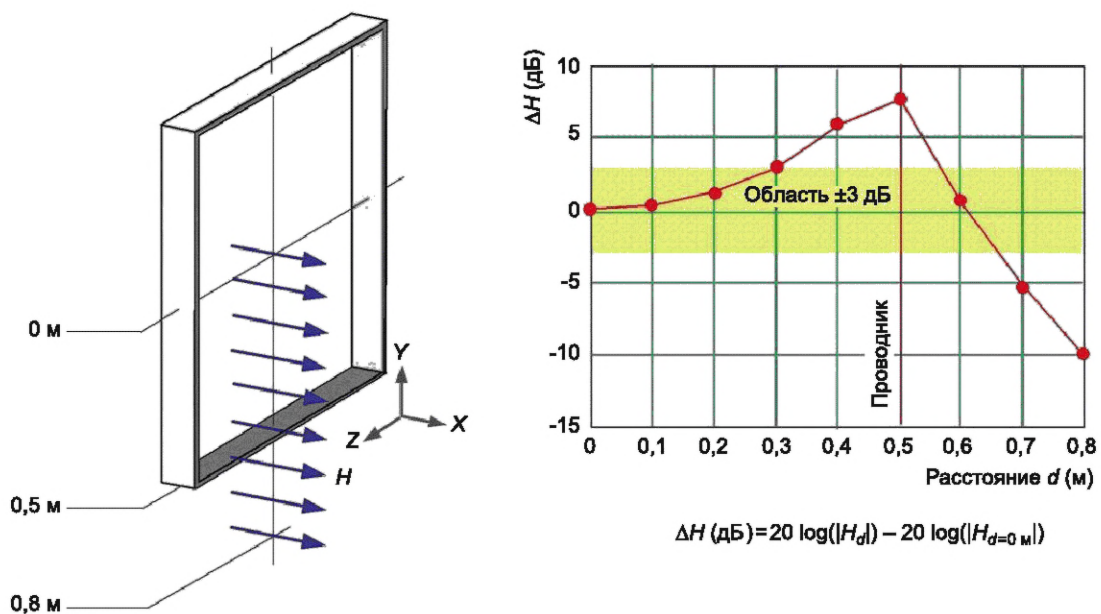 0 м
0,5 м
0,8 м
Y
X
Z
H
ΔH (дБ)
10
5
0
-5
-10
-15
Область ±3 дБ
Проводник
0 0,1 0,2 0,3 0,4 0,5 0,6 0,7 0,8
Расстояние d (м)
ΔH (дБ) = 20 log(|H_d|) – 20 log(|H_{d=0 м}|)